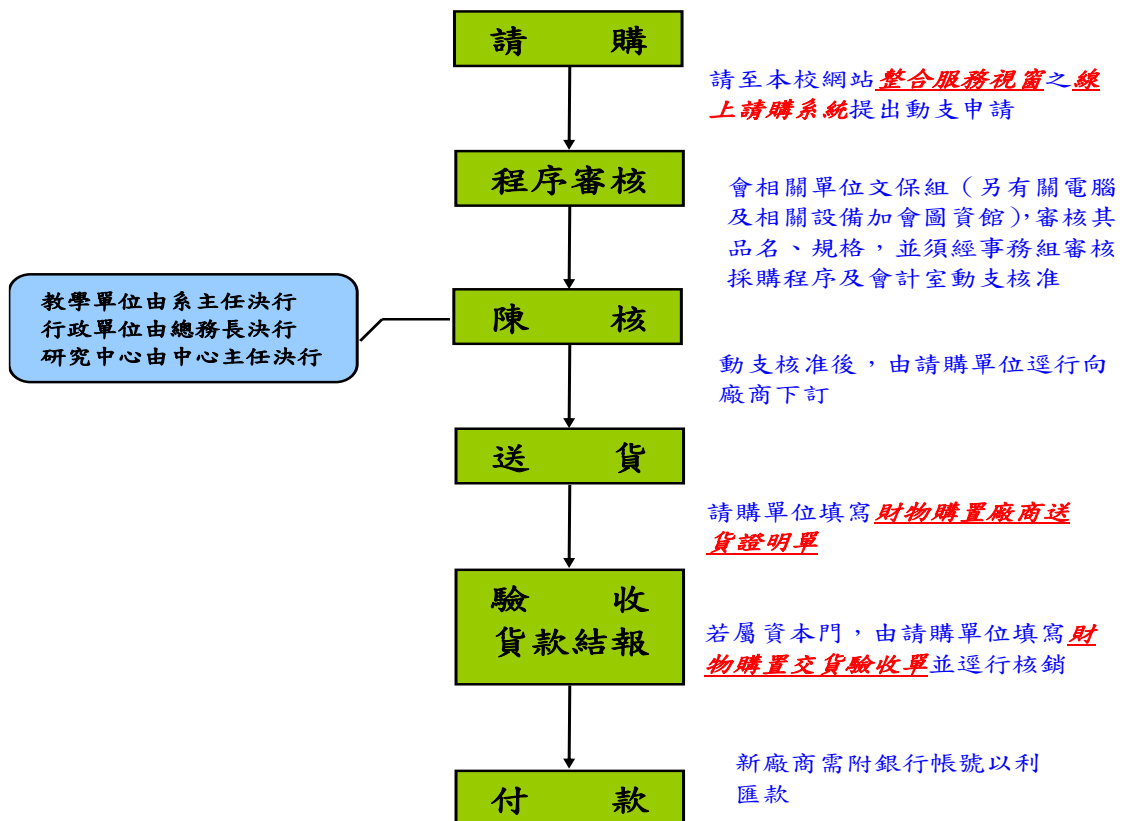 請 購
請至本校網站整合服務視窗之線
上請購系統提出動支申請
程序審核
會相關單位文保組（另有關電腦
及相關設備加會圖資館），審核其
品名、規格，並須經事務組審核
採購程序及會計室動支核准
教學單位由系主任決行
行政單位由總務長決行
研究中心由中心主任決行
陳 核
動支核准後，由請購單位逕行向
廠商下訂
送 貨
請購單位填寫財物購置廠商送
貨證明單
驗 收
貨款結報
若屬資本門，由請購單位填寫財
物購置交貨驗收單並逕行核銷
新廠商需附銀行帳號以利
匯款
付 款